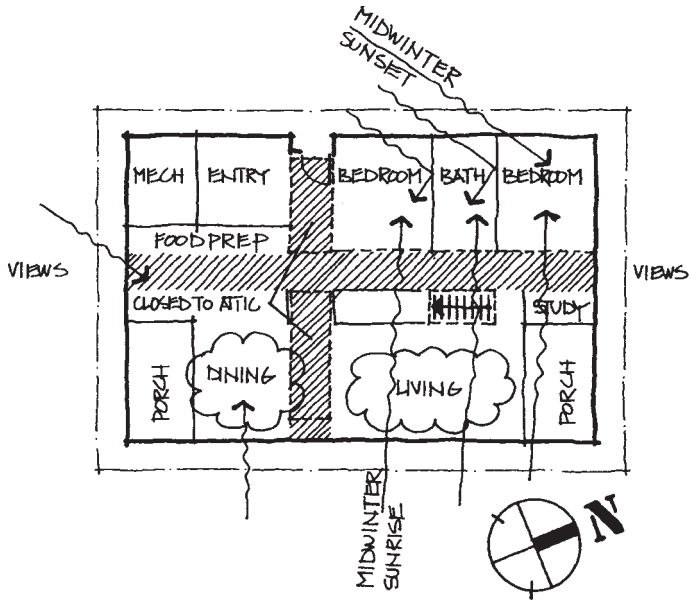 MIDWINTER
SUNSET
MECH
ENTRY
BEDROOM
BATH
BEDROOM
FOOD PREP
VIEWS
VIEWS
CLOSED TO ATTIC
STUDY
DINING
LIVING
PORCH
PORCH
MIDWINTER
SUNRISE
N